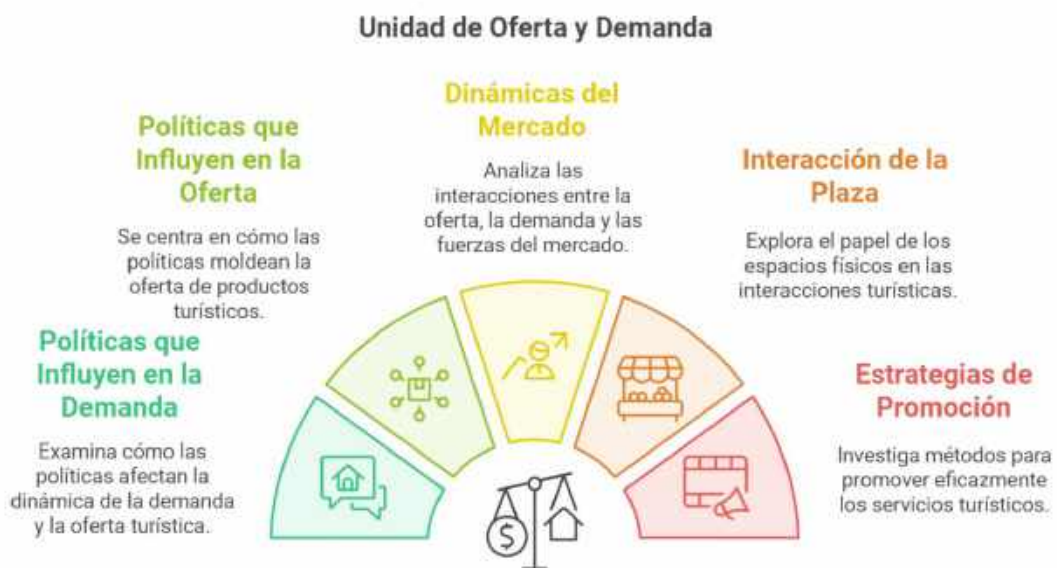 Unidad de Oferta y Demanda
Políticas que
Influyen en la
Demanda
Examina cómo las
políticas afectan la
dinámica de la demanda
y la oferta turística.
Políticas que
Influyen en la
Oferta
Se centra en cómo las
políticas moldean la
oferta de productos
turísticos.
Dinámicas del
Mercado
Analiza las
interacciones entre la
oferta, la demanda y las
fuerzas del mercado.
Interacción de la
Plaza
Explora el papel de los
espacios físicos en las
interacciones turísticas.
Estrategias de
Promoción
Investiga métodos para
promover eficazmente
los servicios turísticos.
$